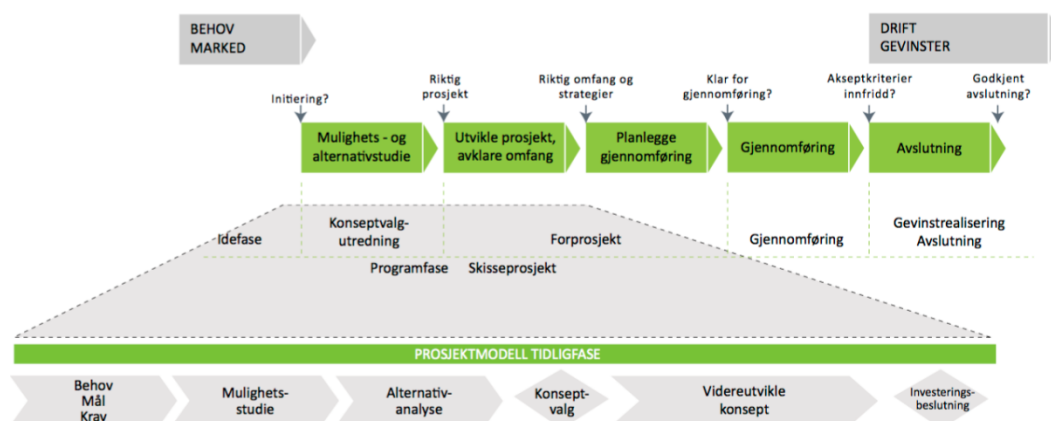 BEHOV
MARKED
DRIFT
GEVINSTER
Initiering?
Riktig
prosjekt
Riktig omfang og
strategier
Klar for
gjennomføring?
Akseptkriterier
innfridd?
Godkjent
avslutning?
Mulighets - og
alternativstudie
Utvikle prosjekt,
avklare omfang
Planlegge
gjennomføring
Gjennomføring
Avslutning
Idefase
Konseptvalg-
utredning
Forprosjekt
Gjennomføring
Gevinstrealisering
Avslutning
Programfase
Skisseprosjekt
PROSJEKTMODELL TIDLIGFASE
Behov
Mål
Krav
Mulighets-
studie
Alternativ-
analyse
Konsept-
valg
Videreutvikle
konsept
Investerings-
beslutning